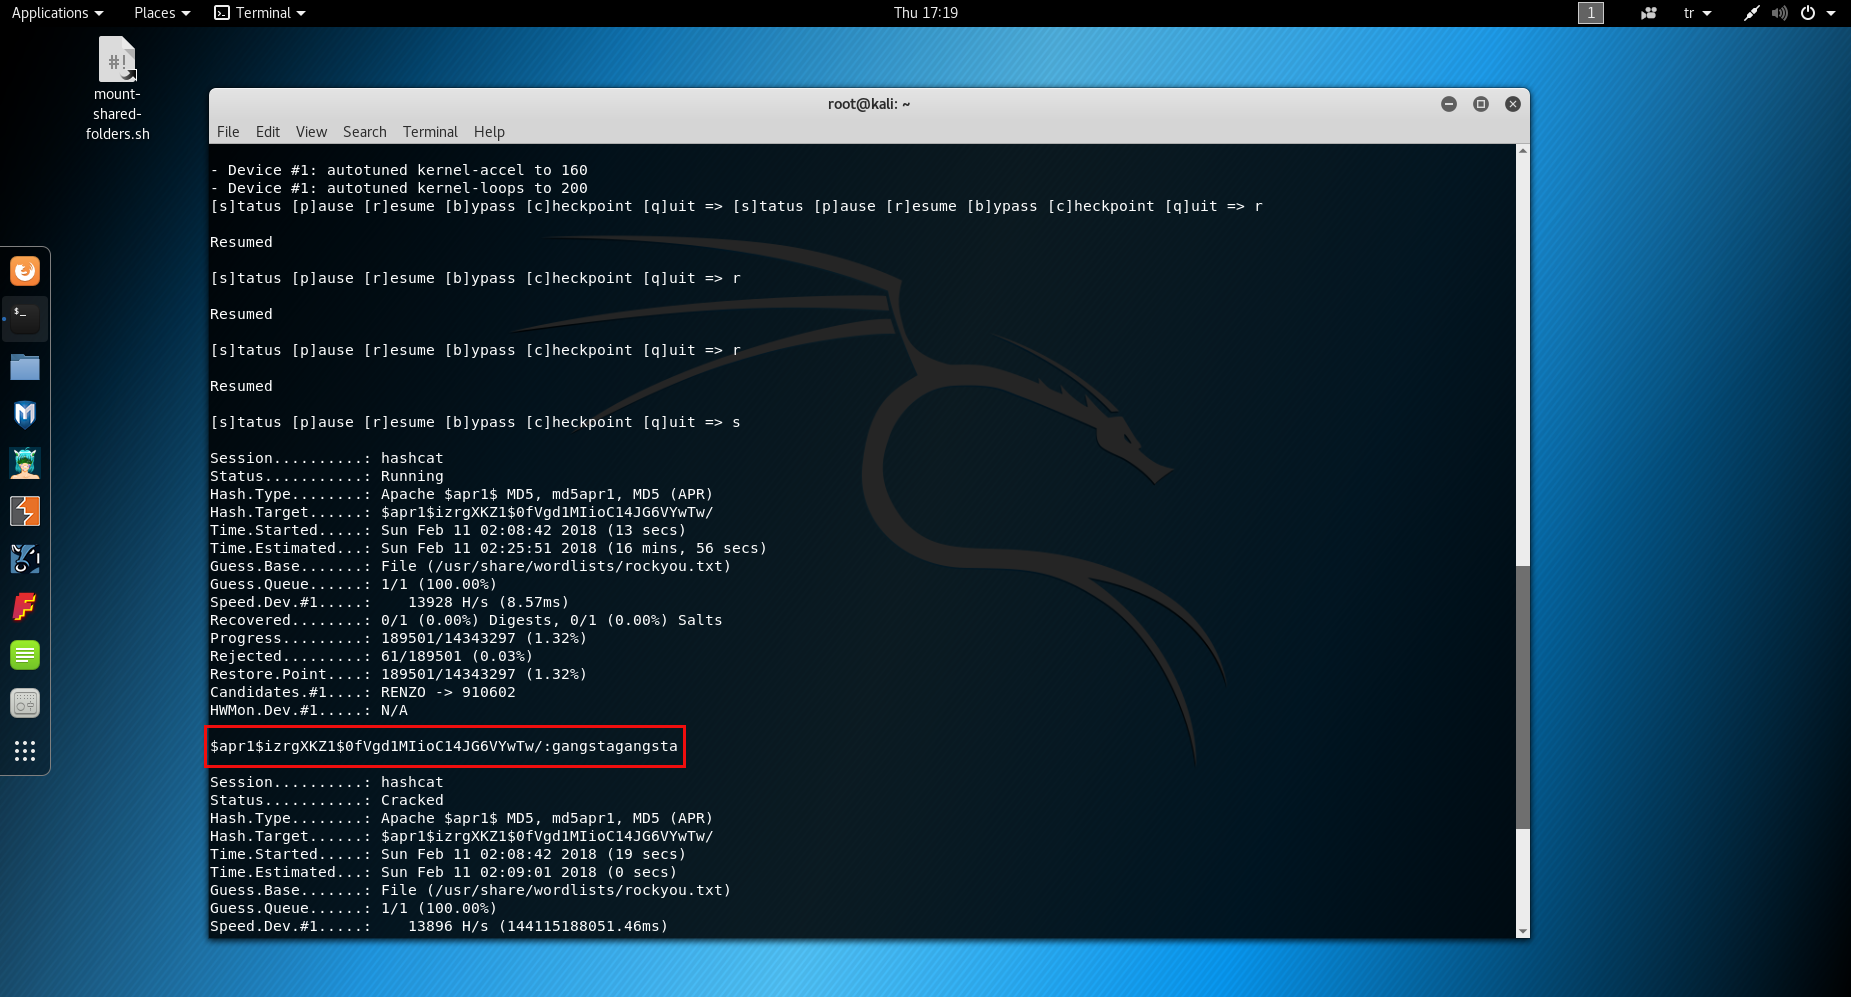 Applications Places Terminal Thu 17:19 1 tr
#!
mount-
shared-
folders.sh
root@kali: ~
File Edit View Search Terminal Help
- Device #1: autotuned kernel-accel to 160
- Device #1: autotuned kernel-loops to 200
[s]tatus [p]ause [r]esume [b]ypass [c]heckpoint [q]uit => [s]tatus [p]ause [r]esume [b]ypass [c]heckpoint [q]uit => r
Resumed
[s]tatus [p]ause [r]esume [b]ypass [c]heckpoint [q]uit => r
Resumed
[s]tatus [p]ause [r]esume [b]ypass [c]heckpoint [q]uit => r
Resumed
[s]tatus [p]ause [r]esume [b]ypass [c]heckpoint [q]uit => s
Session..........: hashcat
Status...........: Running
Hash.Type........: Apache $apr1$ MD5, md5apr1, MD5 (APR)
Hash.Target......: $apr1$izrgXKZ1$0fVgd1MIioC14JG6VYwTw/
Time.Started.....: Sun Feb 11 02:08:42 2018 (13 secs)
Time.Estimated...: Sun Feb 11 02:25:51 2018 (16 mins, 56 secs)
Guess.Base.......: File (/usr/share/wordlists/rockyou.txt)
Guess.Queue......: 1/1 (100.00%)
Speed.Dev.#1.....:    13928 H/s (8.57ms)
Recovered........: 0/1 (0.00%) Digests, 0/1 (0.00%) Salts
Progress.........: 189501/14343297 (1.32%)
Rejected.........: 61/189501 (0.03%)
Restore.Point....: 189501/14343297 (1.32%)
Candidates.#1....: RENZO -> 910602
HWMon.Dev.#1.....: N/A
$apr1$izrgXKZ1$0fVgd1MIioC14JG6VYwTw/:gangstagangsta
Session..........: hashcat
Status...........: Cracked
Hash.Type........: Apache $apr1$ MD5, md5apr1, MD5 (APR)
Hash.Target......: $apr1$izrgXKZ1$0fVgd1MIioC14JG6VYwTw/
Time.Started.....: Sun Feb 11 02:08:42 2018 (19 secs)
Time.Estimated...: Sun Feb 11 02:09:01 2018 (0 secs)
Guess.Base.......: File (/usr/share/wordlists/rockyou.txt)
Guess.Queue......: 1/1 (100.00%)
Speed.Dev.#1.....:    13896 H/s (144115188051.46ms)